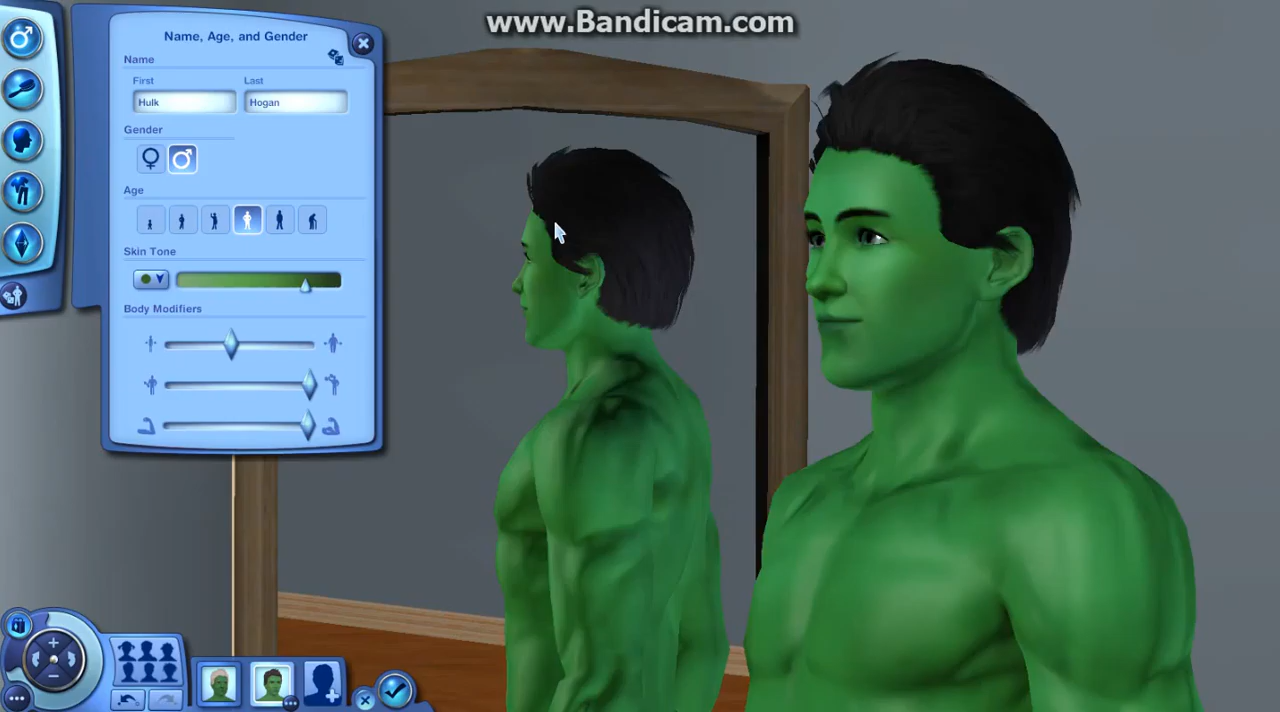 www.Bandicam.com
Name, Age, and Gender
Name
First Last
Hulk Hogan
Gender
Age
Skin Tone
Body Modifiers